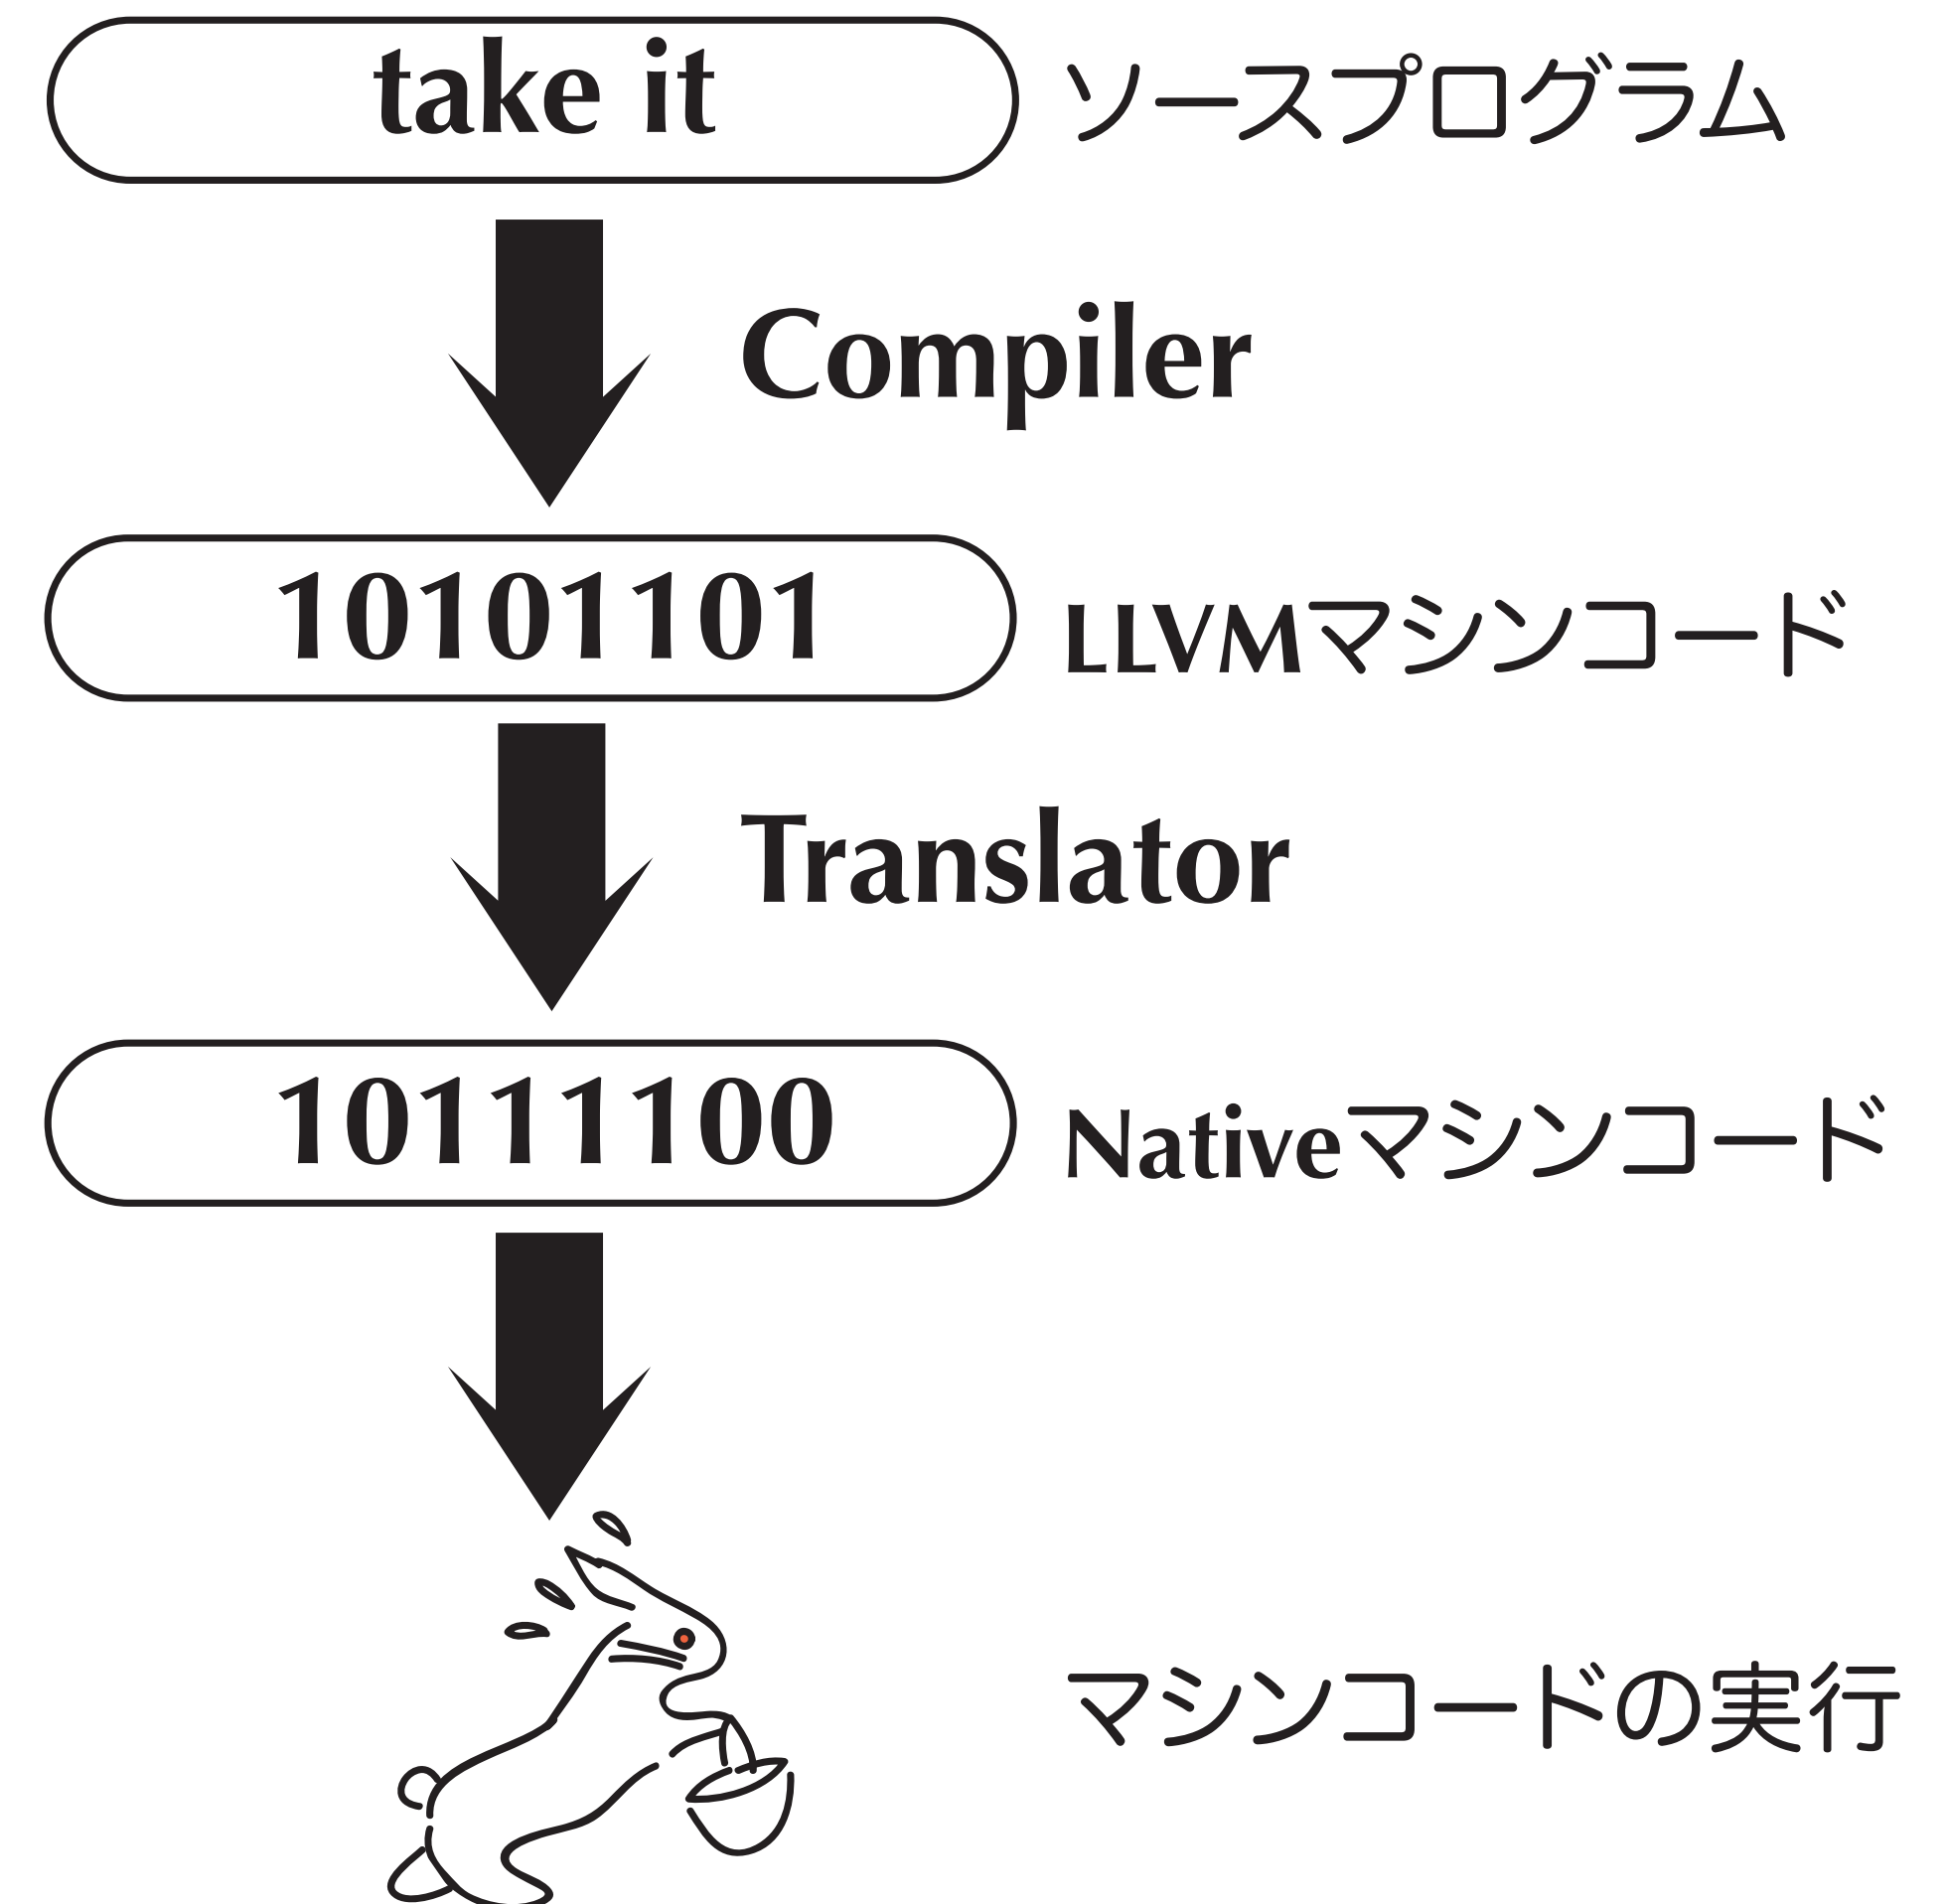 take it ソースプログラム
Compiler
10101101 LLVMマシンコード
Translator
10111100 Nativeマシンコード
マシンコードの実行